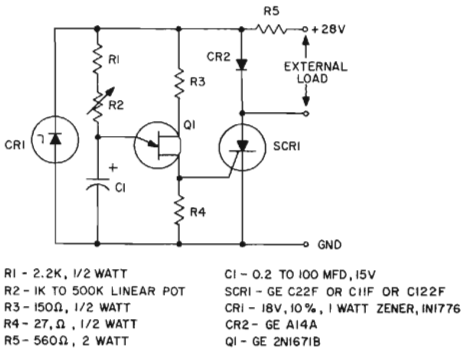 R5
+28V
R1
CR2
EXTERNAL
LOAD
R3
R2
Q1
CR1
SCR1
+
C1
R4
GND
R1 - 2.2K, 1/2 WATT
R2 - 1K TO 500K LINEAR POT
R3 - 150Ω, 1/2 WATT
R4 - 27,Ω, 1/2 WATT
R5 - 560Ω, 2 WATT
C1 - 0.2 TO 100 MFD, 15V
SCR1 - GE C22F OR C11F OR C122F
CR1 - 18V, 10%, 1 WATT ZENER, IN1776
CR2 - GE A14A
Q1 - GE 2N1671B